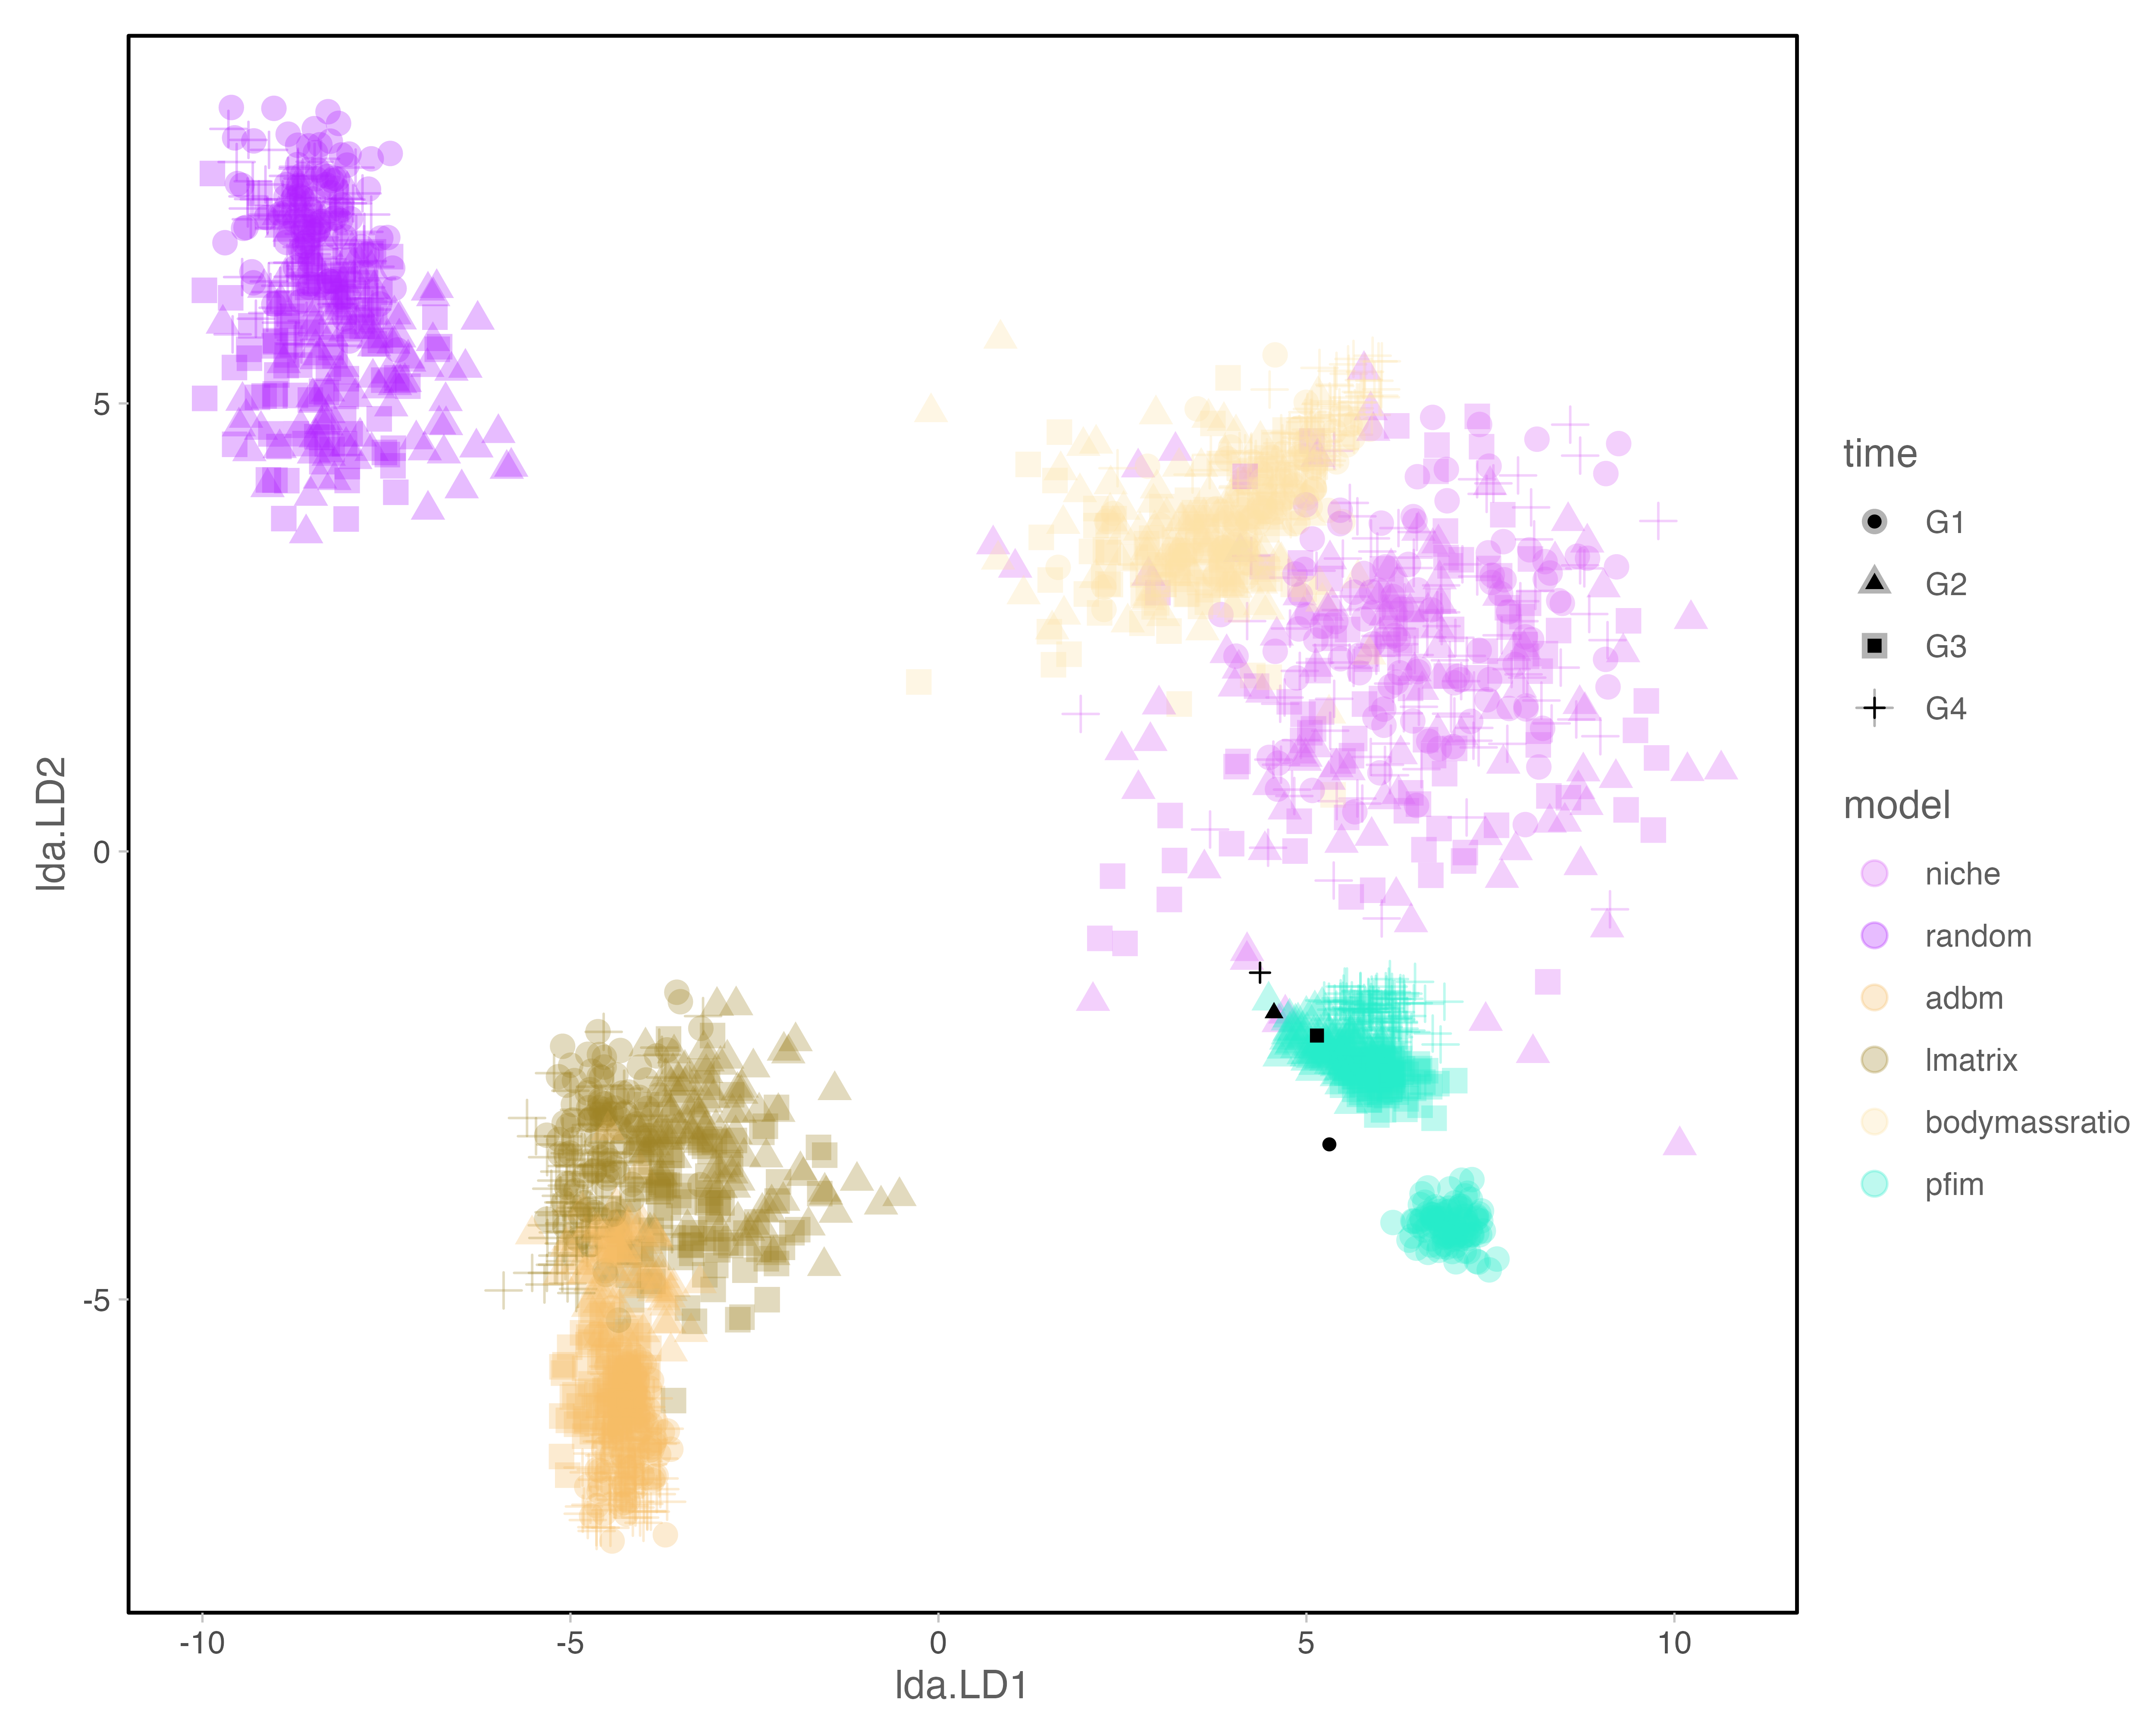 5
0
-5
-10
-5
0
5
10
lda.LD1
lda.LD2
time
G1
G2
G3
G4
model
niche
random
adbm
lmatrix
bodymassratio
pfim